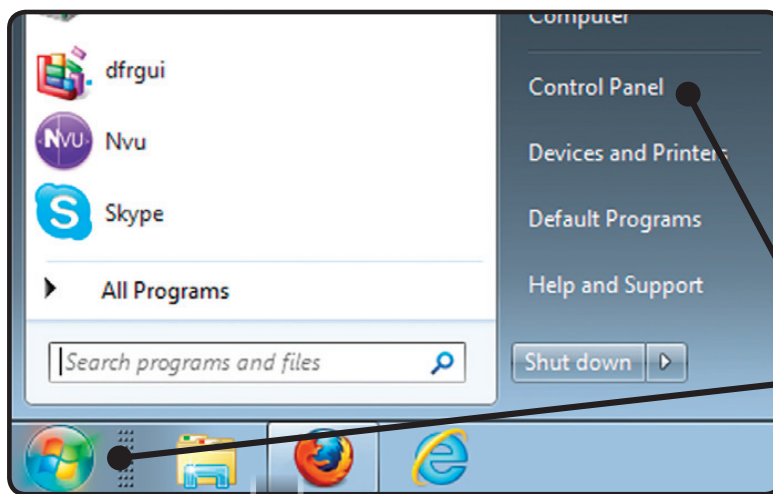 dfrgui
Nvu
Skype
All Programs
Search programs and files
Computer
Control Panel
Devices and Printers
Default Programs
Help and Support
Shut down